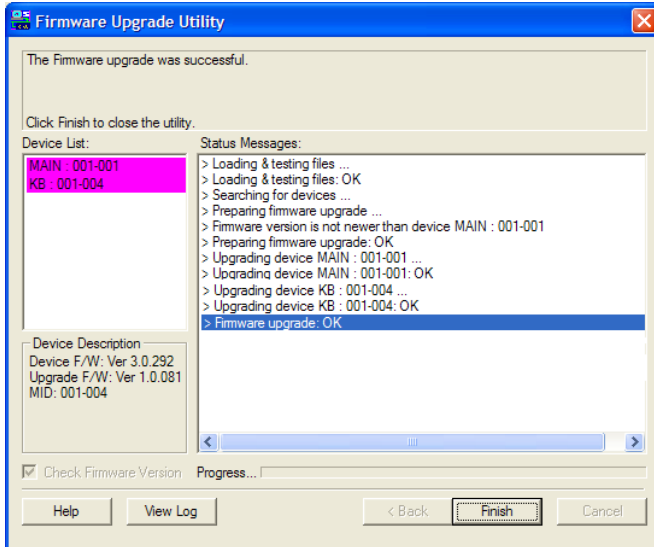 Firmware Upgrade Utility
The Firmware upgrade was successful.
Click Finish to close the utility.
Device List:
MAIN : 001-001
KB : 001-004
Status Messages:
> Loading & testing files ...
> Loading & testing files: OK
> Searching for devices ...
> Preparing firmware upgrade ...
> Firmware version is not newer than device MAIN : 001-001
> Preparing firmware upgrade: OK
> Upgrading device MAIN : 001-001 ...
> Upgrading device MAIN : 001-001: OK
> Upgrading device KB : 001-004 ...
> Upgrading device KB : 001-004: OK
> Firmware upgrade: OK
Device Description
Device F/W: Ver 3.0.292
Upgrade F/W: Ver 1.0.081
MID: 001-004
Check Firmware Version
Progress...
Help
View Log
< Back
Finish
Cancel